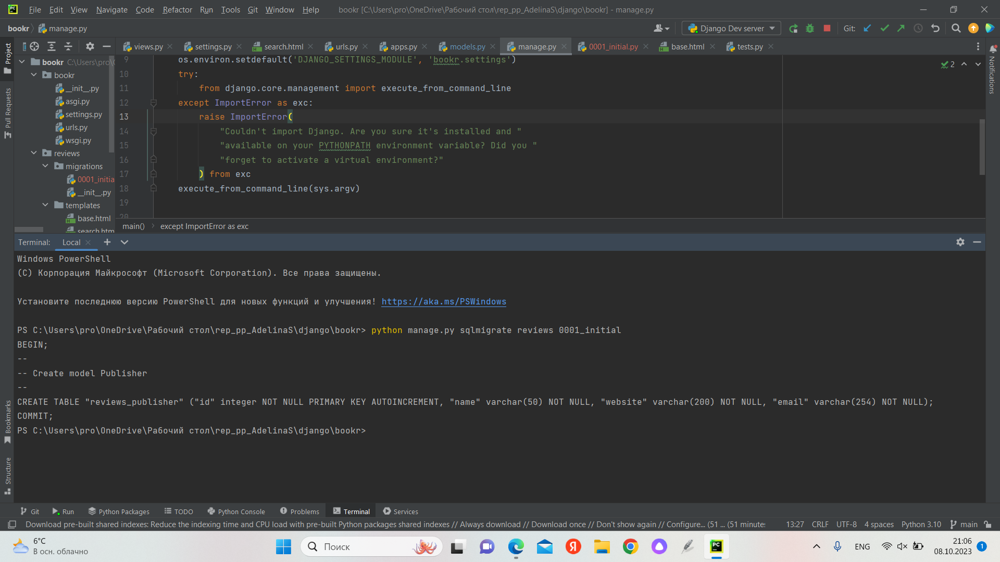 PC File Edit View Navigate Code Refactor Run Tools Git Window Help bookr [C:\Users\pro\OneDrive\Рабочий стол\rep_pp_AdelinaS\django\bookr] - manage.py
bookr manage.py Django Dev server Git:
views.py settings.py search.html urls.py apps.py models.py manage.py 0001_initial.py base.html tests.py
Project
Pull Requests
Bookmarks
Structure
Notifications
bookr C:\Users\pro\
bookr
__init__.py
asgi.py
settings.py
urls.py
wsgi.py
reviews
migrations
0001_initia
__init__.py
templates
base.html
search.htm
9 os.environ.setdefault('DJANGO_SETTINGS_MODULE', 'bookr.settings')
10 try:
11 from django.core.management import execute_from_command_line
12 except ImportError as exc:
13 raise ImportError(
14 "Couldn't import Django. Are you sure it's installed and "
15 "available on your PYTHONPATH environment variable? Did you "
16 "forget to activate a virtual environment?"
17 ) from exc
18 execute_from_command_line(sys.argv)
19
20
2
main() except ImportError as exc
Terminal: Local
Windows PowerShell
(C) Корпорация Майкрософт (Microsoft Corporation). Все права защищены.
Установите последнюю версию PowerShell для новых функций и улучшения! https://aka.ms/PSWindows
PS C:\Users\pro\OneDrive\Рабочий стол\rep_pp_AdelinaS\django\bookr> python manage.py sqlmigrate reviews 0001_initial
BEGIN;
--
-- Create model Publisher
--
CREATE TABLE "reviews_publisher" ("id" integer NOT NULL PRIMARY KEY AUTOINCREMENT, "name" varchar(50) NOT NULL, "website" varchar(200) NOT NULL, "email" varchar(254) NOT NULL);
COMMIT;
PS C:\Users\pro\OneDrive\Рабочий стол\rep_pp_AdelinaS\django\bookr>
Git Run Python Packages TODO Python Console Problems Terminal Services
Download pre-built shared indexes: Reduce the indexing time and CPU load with pre-built Python packages shared indexes // Always download // Download once // Don't show again // Configure... (51 ... (51 minutes 13:27 CRLF UTF-8 4 spaces Python 3.10 main
6°C
В осн. облачно
Поиск
Я
PC
ENG
21:06
08.10.2023
1